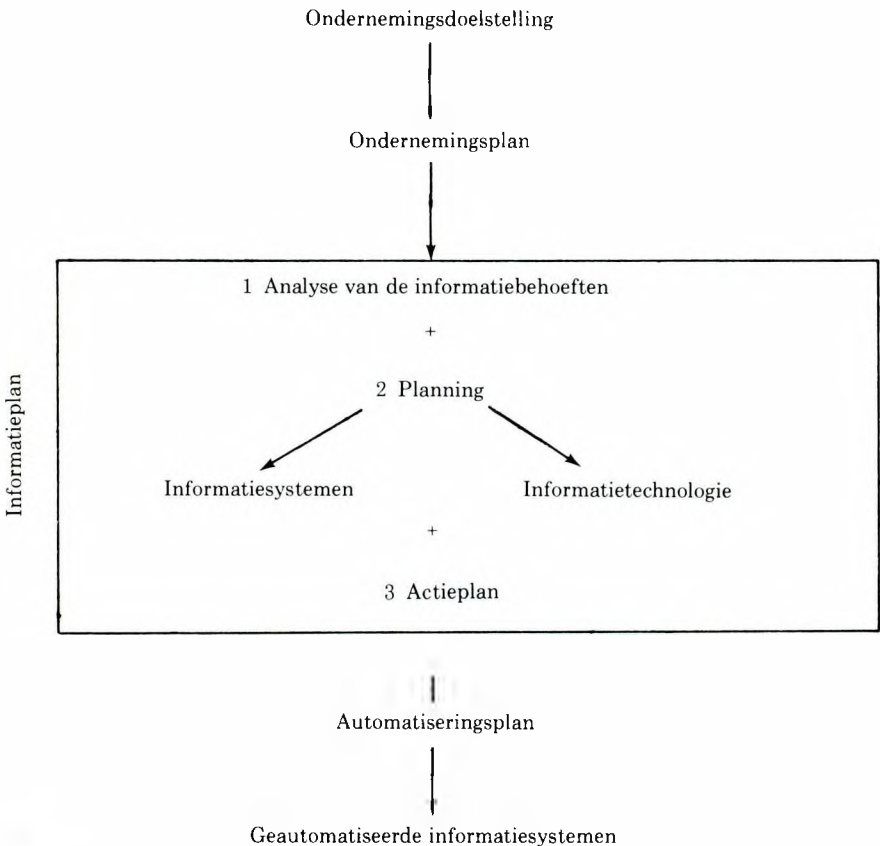 Ondernemingsdoelstelling
Ondernemingsplan
Informatieplan
1 Analyse van de informatiebehoeften
+
2 Planning
Informatiesystemen Informatietechnologie
+
3 Actieplan
Automatiseringsplan
Geautomatiseerde informatiesystemen